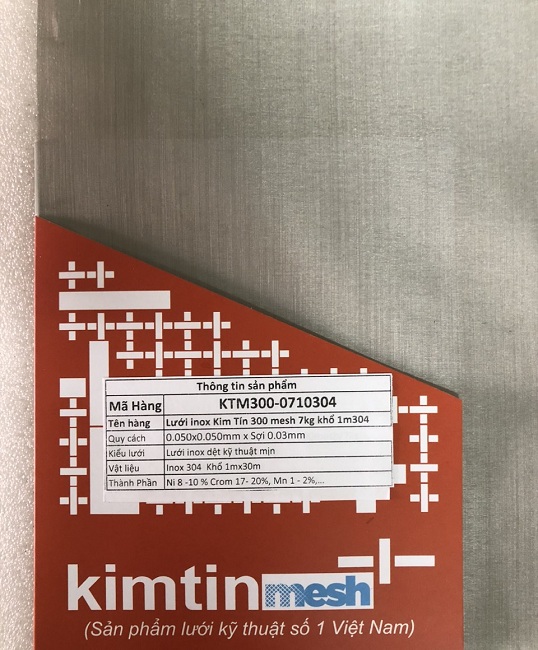 Thông tin sản phẩm
Mã Hàng KTM300-0710304
Tên hàng Lưới inox Kim Tín 300 mesh 7kg khổ 1m304
Quy cách 0.050x0.050mm x Sợi 0.03mm
Kiểu lưới Lưới inox dệt kỹ thuật mịn
Vật liệu Inox 304 Khổ 1mx30m
Thành Phần Ni 8 -10 % Crom 17- 20%, Mn 1 - 2%,...
kimtin mesh
(Sản phẩm lưới kỹ thuật số 1 Việt Nam)